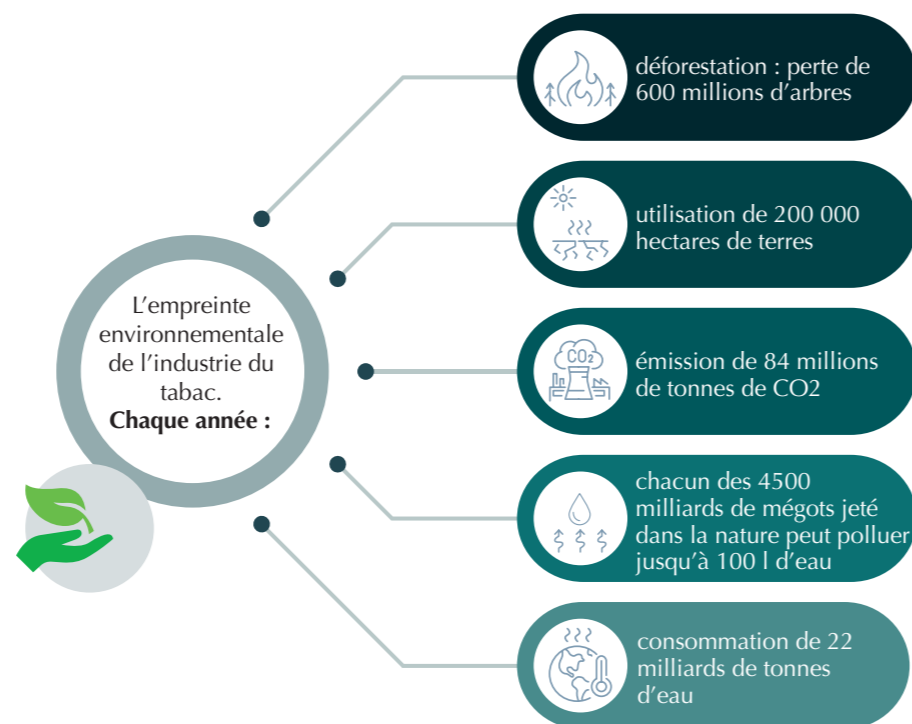 L'empreinte
environnementale
de l'industrie du
tabac.
Chaque année :
déforestation : perte de
600 millions d'arbres
utilisation de 200 000
hectares de terres
CO2
émission de 84 millions
de tonnes de CO2
chacun des 4500
milliards de mégots jeté
dans la nature peut polluer
jusqu'à 100 l d'eau
consommation de 22
milliards de tonnes
d'eau